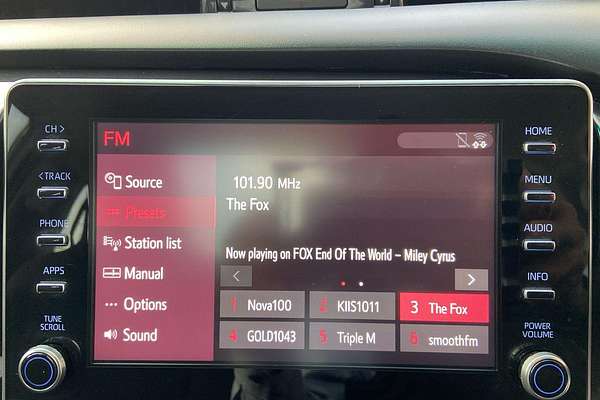 FM
CH >
< TRACK
PHONE
APPS
TUNE
SCROLL
Source
Presets
Station list
Manual
Options
Sound
101.90 MHz
The Fox
Now playing on FOX End Of The World – Miley Cyrus
1 Nova100
2 KIIS1011
3 The Fox
4 GOLD1043
5 Triple M
6 smoothfm
HOME
MENU
AUDIO
INFO
POWER
VOLUME